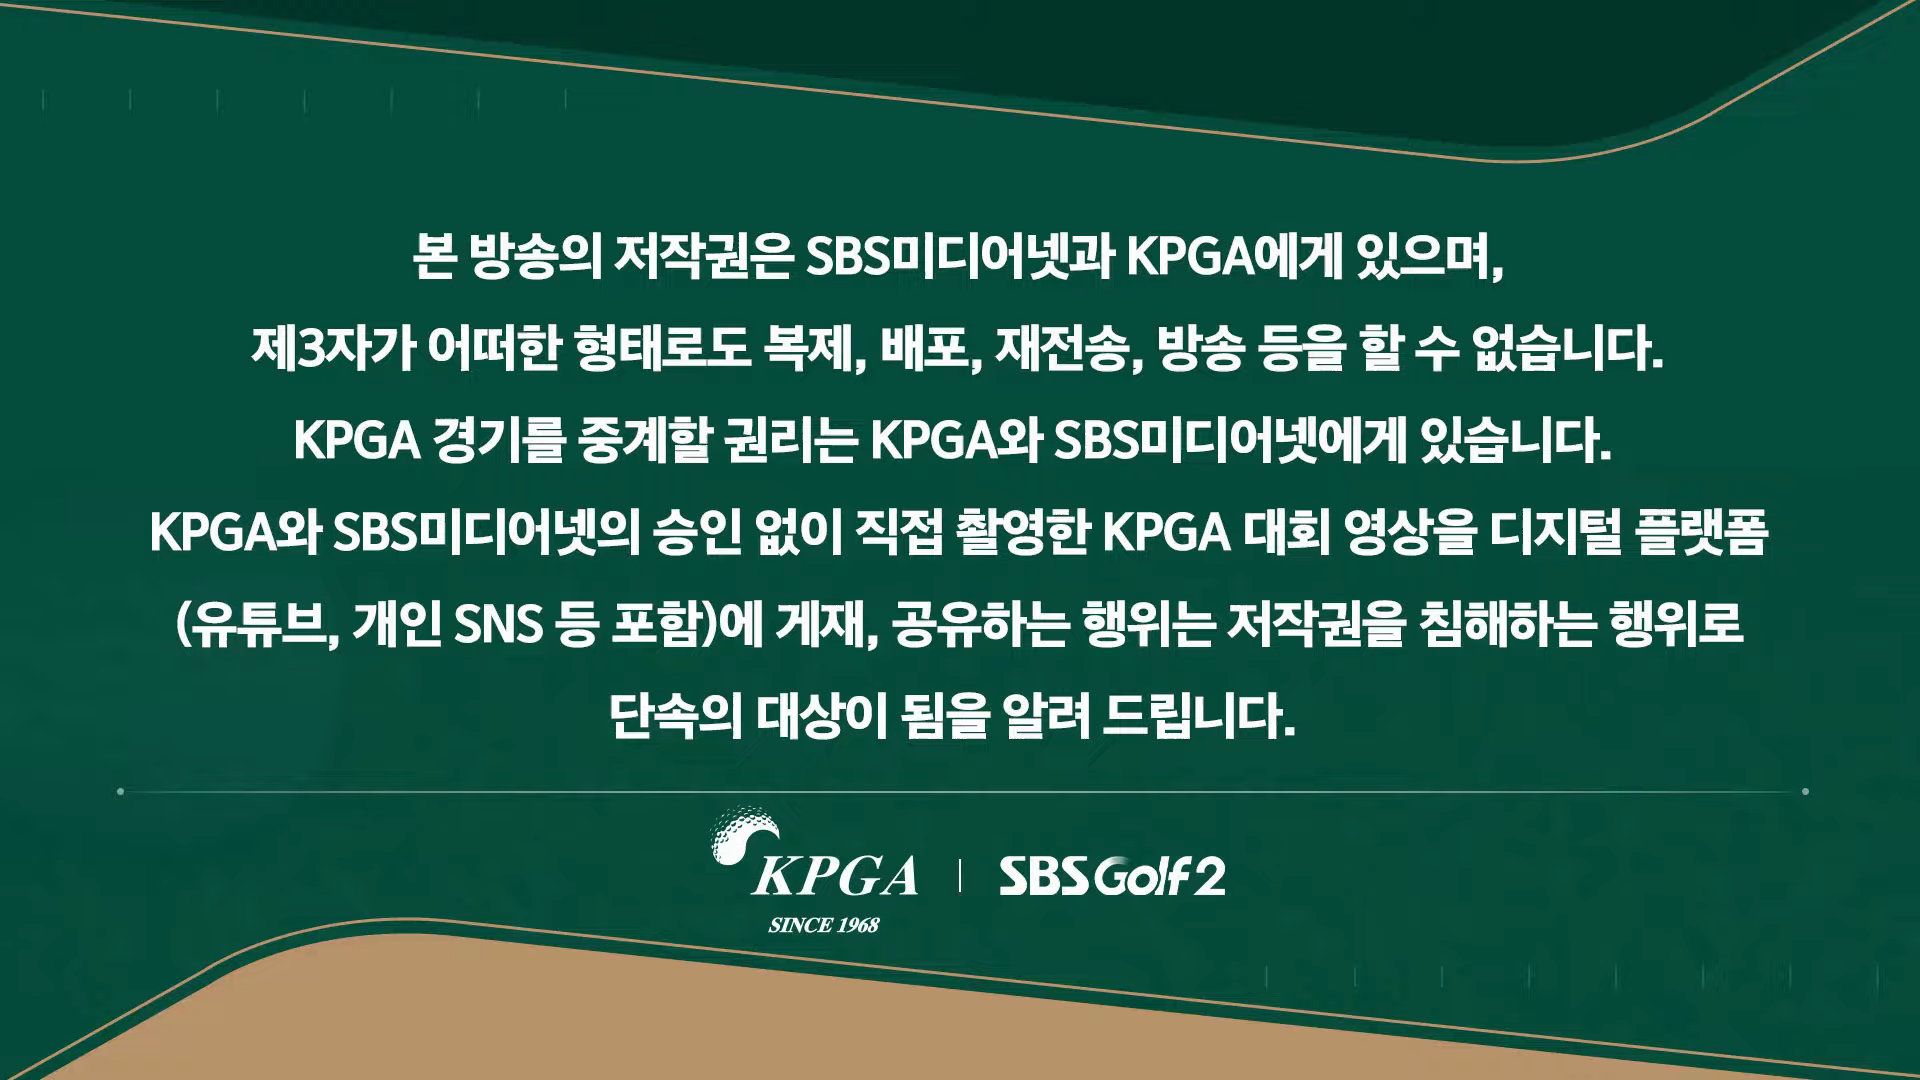 본 방송의 저작권은 SBS미디어넷과 KPGA에게 있으며,
제3자가 어떠한 형태로도 복제, 배포, 재전송, 방송 등을 할 수 없습니다.
KPGA 경기를 중계할 권리는 KPGA와 SBS미디어넷에게 있습니다.
KPGA와 SBS미디어넷의 승인 없이 직접 촬영한 KPGA 대회 영상을 디지털 플랫폼
(유튜브, 개인 SNS 등 포함)에 게재, 공유하는 행위는 저작권을 침해하는 행위로
단속의 대상이 됨을 알려 드립니다.
KPGA
SINCE 1968
SBS Golf 2